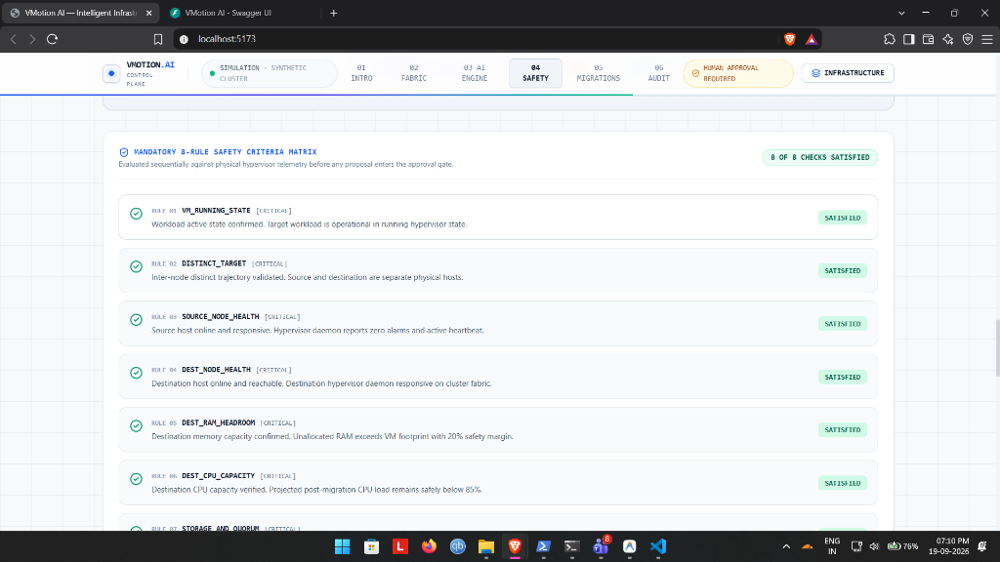 VMotion AI — Intelligent Infrast
VMotion AI - Swagger UI
localhost:5173
VMOTION.AI
CONTROL
PLANE
SIMULATION · SYNTHETIC
CLUSTER
01
INTRO
02
FABRIC
03 AI
ENGINE
04
SAFETY
05
MIGRATIONS
06
AUDIT
HUMAN APPROVAL
REQUIRED
INFRASTRUCTURE
MANDATORY 8-RULE SAFETY CRITERIA MATRIX
Evaluated sequentially against physical hypervisor telemetry before any proposal enters the approval gate.
8 OF 8 CHECKS SATISFIED
RULE 01 VM_RUNNING_STATE [CRITICAL]
Workload active state confirmed. Target workload is operational in running hypervisor state.
SATISFIED
RULE 02 DISTINCT_TARGET [CRITICAL]
Inter-node distinct trajectory validated. Source and destination are separate physical hosts.
SATISFIED
RULE 03 SOURCE_NODE_HEALTH [CRITICAL]
Source host online and responsive. Hypervisor daemon reports zero alarms and active heartbeat.
SATISFIED
RULE 04 DEST_NODE_HEALTH [CRITICAL]
Destination host online and reachable. Destination hypervisor daemon responsive on cluster fabric.
SATISFIED
RULE 05 DEST_RAM_HEADROOM [CRITICAL]
Destination memory capacity confirmed. Unallocated RAM exceeds VM footprint with 20% safety margin.
SATISFIED
RULE 06 DEST_CPU_CAPACITY [CRITICAL]
Destination CPU capacity verified. Projected post-migration CPU load remains safely below 85%.
SATISFIED
RULE 07 STORAGE_AND_QUORUM [CRITICAL]
L
qb
8
ENG
IN
76%
07:10 PM
19-09-2026